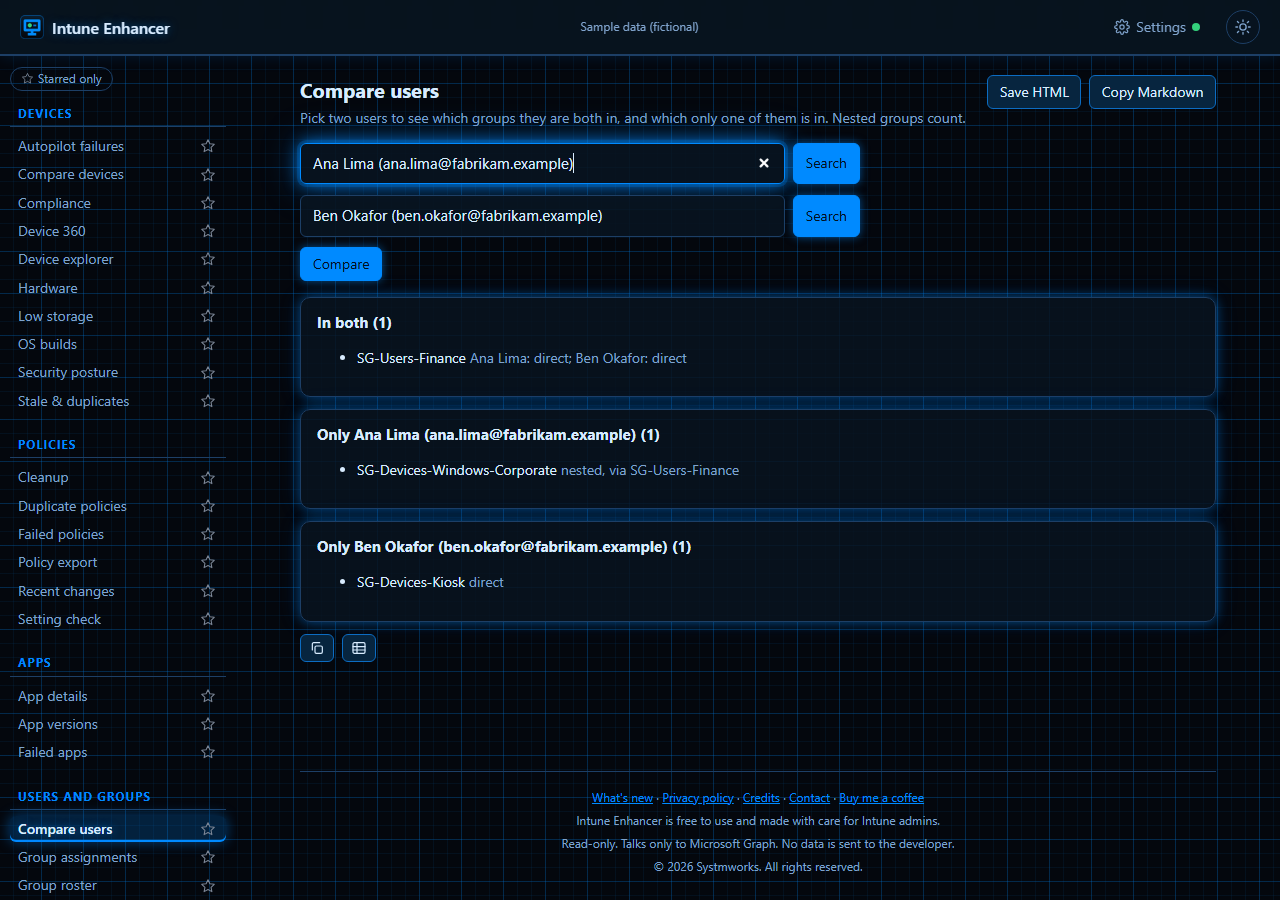 Intune Enhancer
Sample data (fictional)
Settings
Starred only
DEVICES
Autopilot failures
Compare devices
Compliance
Device 360
Device explorer
Hardware
Low storage
OS builds
Security posture
Stale & duplicates
POLICIES
Cleanup
Duplicate policies
Failed policies
Policy export
Recent changes
Setting check
APPS
App details
App versions
Failed apps
USERS AND GROUPS
Compare users
Group assignments
Group roster
Compare users
Save HTML
Copy Markdown
Pick two users to see which groups they are both in, and which only one of them is in. Nested groups count.
Ana Lima (ana.lima@fabrikam.example)
Search
Ben Okafor (ben.okafor@fabrikam.example)
Search
Compare
In both (1)
• SG-Users-Finance Ana Lima: direct; Ben Okafor: direct
Only Ana Lima (ana.lima@fabrikam.example) (1)
• SG-Devices-Windows-Corporate nested, via SG-Users-Finance
Only Ben Okafor (ben.okafor@fabrikam.example) (1)
• SG-Devices-Kiosk direct
What's new · Privacy policy · Credits · Contact · Buy me a coffee
Intune Enhancer is free to use and made with care for Intune admins.
Read-only. Talks only to Microsoft Graph. No data is sent to the developer.
© 2026 Systmworks. All rights reserved.